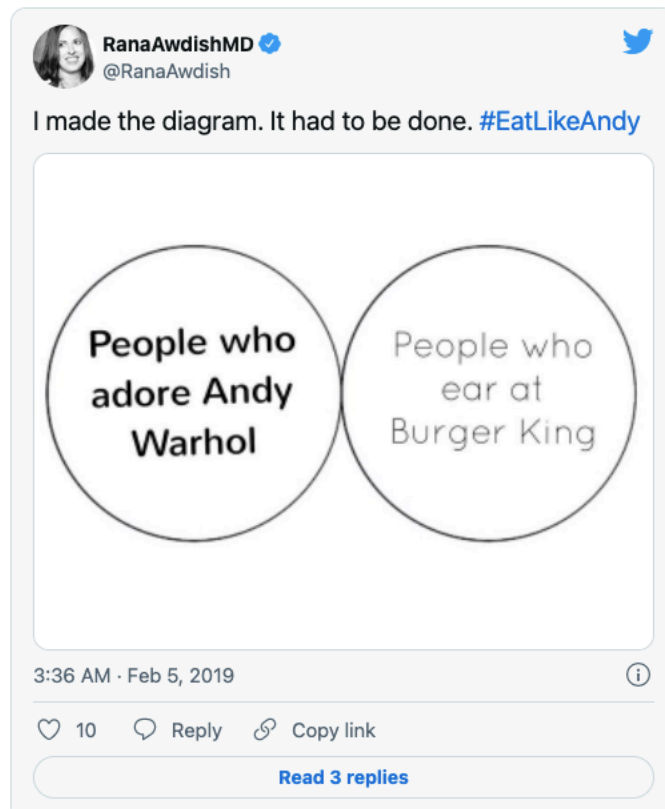 RanaAwdishMD
@RanaAwdish
I made the diagram. It had to be done. #EatLikeAndy
People who
adore Andy
Warhol
People who
ear at
Burger King
3:36 AM · Feb 5, 2019
10 Reply Copy link
Read 3 replies